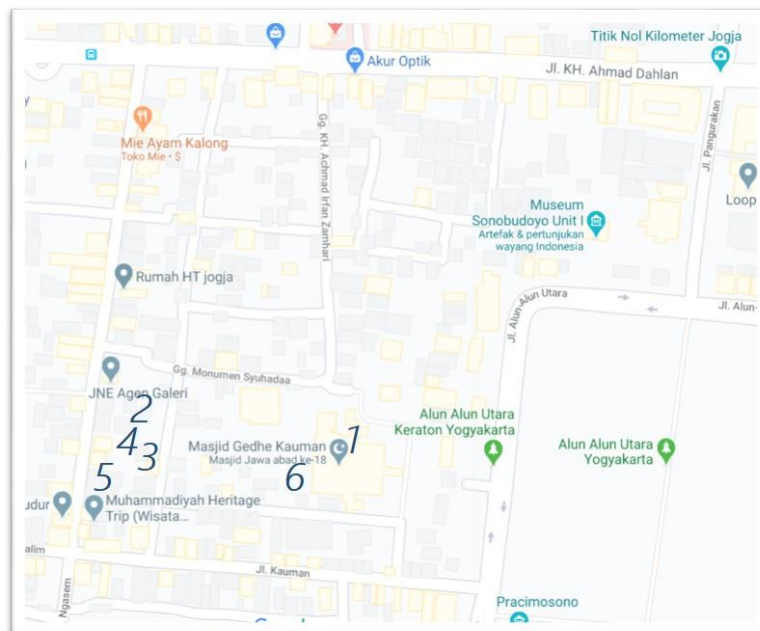 Titik Nol Kilometer Jogja
Akur Optik
Jl. KH. Ahmad Dahlan
Mie Ayam Kalong
Toko Mie • $
Gg. KH. Achmad Irfan Zamhari
Jl. Pangurakan
Loop
Museum
Sonobudoyo Unit I
Artefak & pertunjukan
wayang Indonesia
Rumah HT jogja
Jl. Alun-Alun Utara
Jl. Alun-
Gg. Monumen Syuhadaa
JNE Agen Galeri
2
Alun Alun Utara
Keraton Yogyakarta
4
3
Masjid Gedhe Kauman
Masjid Jawa abad ke-18
1
Alun Alun Utara
Yogyakarta
5
6
udur
Muhammadiyah Heritage
Trip (Wisata...
alim
Jl. Kauman
Ngasem
Pracimosono